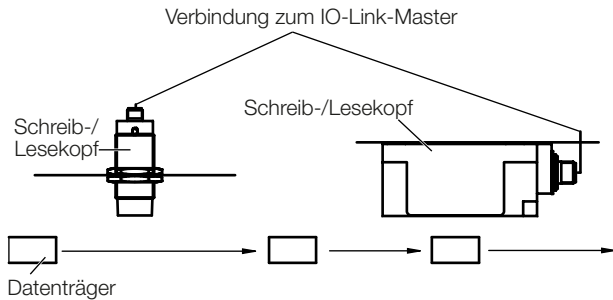 Verbindung zum IO-Link-Master
Schreib-/
Lesekopf
Schreib-/Lesekopf
Datenträger